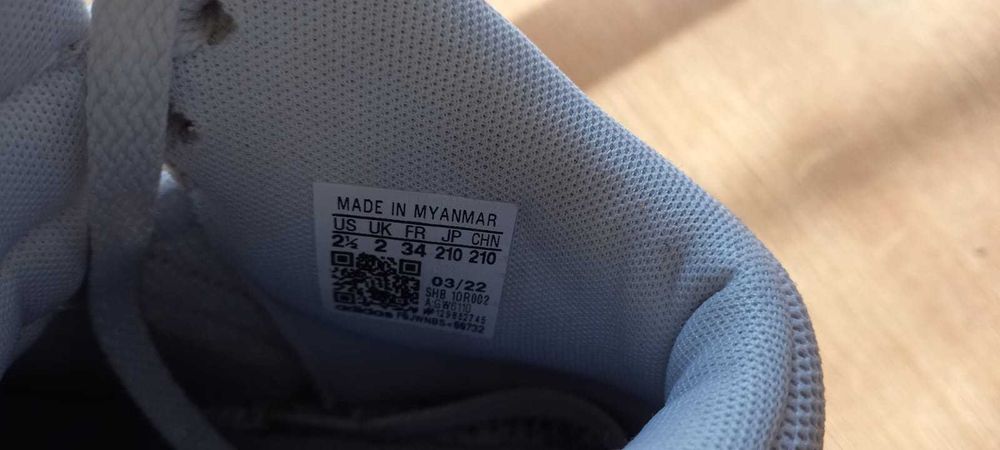 MADE IN MYANMAR
US UK FR JP CHN
2½ 2 34 210 210
03/22
SHB 10R002
adidas